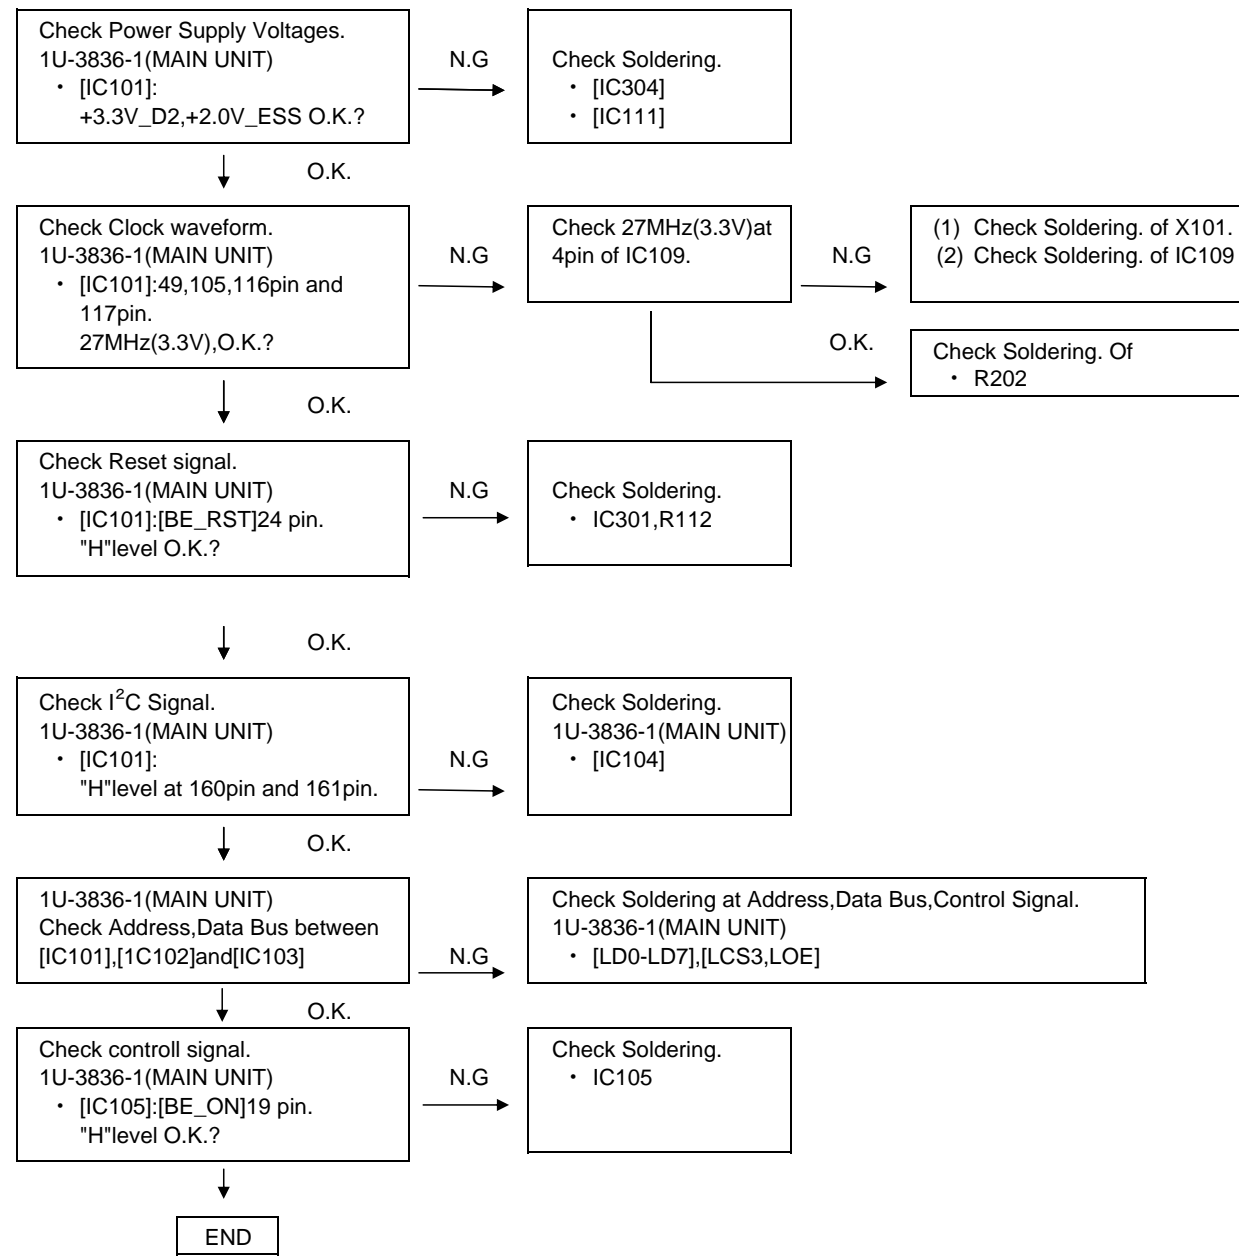 Check Power Supply Voltages.
1U-3836-1(MAIN UNIT)
・ [IC101]:
+3.3V_D2,+2.0V_ESS O.K.?
N.G
Check Soldering.
・ [IC304]
・ [IC111]
O.K.
Check Clock waveform.
1U-3836-1(MAIN UNIT)
・ [IC101]:49,105,116pin and
117pin.
27MHz(3.3V),O.K.?
N.G
Check 27MHz(3.3V)at
4pin of IC109.
N.G
(1) Check Soldering. of X101.
(2) Check Soldering. of IC109
O.K.
Check Soldering. Of
・ R202
O.K.
Check Reset signal.
1U-3836-1(MAIN UNIT)
・ [IC101]:[BE_RST]24 pin.
"H"level O.K.?
N.G
Check Soldering.
・ IC301,R112
O.K.
Check I²C Signal.
1U-3836-1(MAIN UNIT)
・ [IC101]:
"H"level at 160pin and 161pin.
N.G
Check Soldering.
1U-3836-1(MAIN UNIT)
・ [IC104]
O.K.
1U-3836-1(MAIN UNIT)
Check Address,Data Bus between
[IC101],[1C102]and[IC103]
N.G
Check Soldering at Address,Data Bus,Control Signal.
1U-3836-1(MAIN UNIT)
・ [LD0-LD7],[LCS3,LOE]
O.K.
Check controll signal.
1U-3836-1(MAIN UNIT)
・ [IC105]:[BE_ON]19 pin.
"H"level O.K.?
N.G
Check Soldering.
・ IC105
END